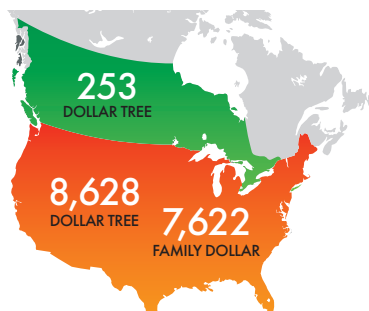 253
DOLLAR TREE
8,628
DOLLAR TREE
7,622
FAMILY DOLLAR